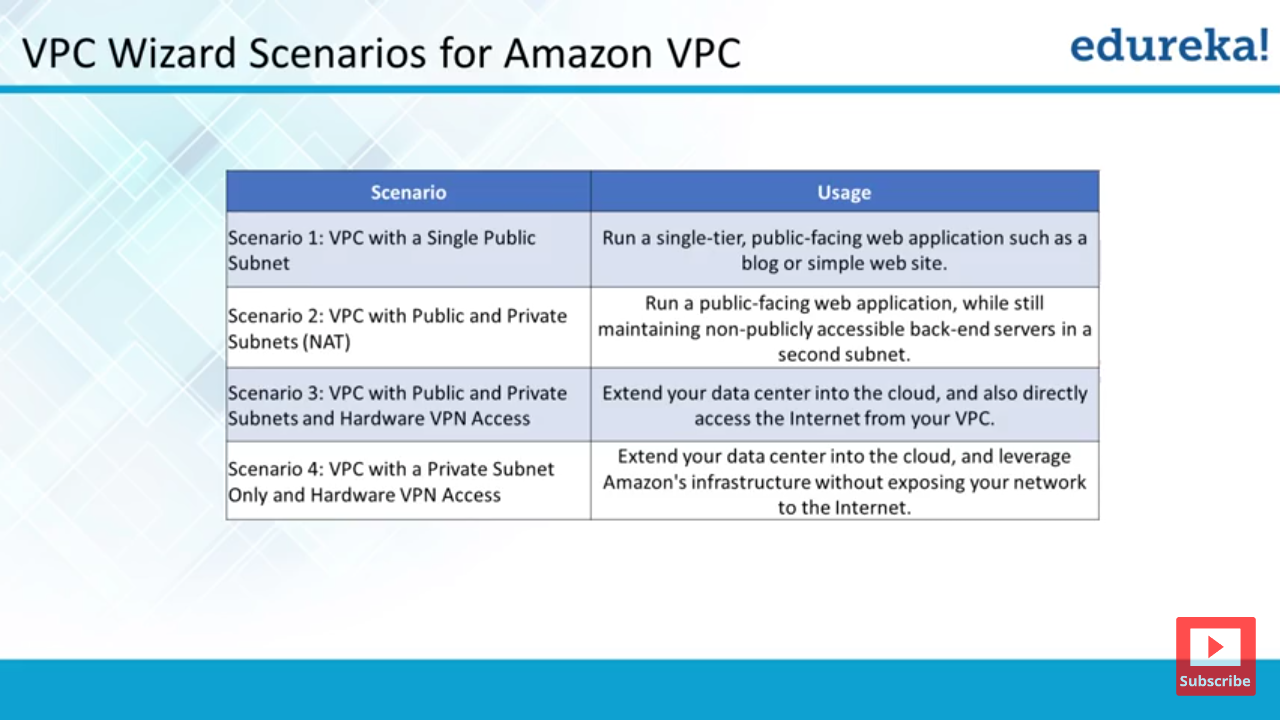 VPC Wizard Scenarios for Amazon VPC
edureka!
Scenario
Usage
Scenario 1: VPC with a Single Public
Subnet
Run a single-tier, public-facing web application such as a
blog or simple web site.
Scenario 2: VPC with Public and Private
Subnets (NAT)
Run a public-facing web application, while still
maintaining non-publicly accessible back-end servers in a
second subnet.
Scenario 3: VPC with Public and Private
Subnets and Hardware VPN Access
Extend your data center into the cloud, and also directly
access the Internet from your VPC.
Scenario 4: VPC with a Private Subnet
Only and Hardware VPN Access
Extend your data center into the cloud, and leverage
Amazon's infrastructure without exposing your network
to the Internet.
Subscribe